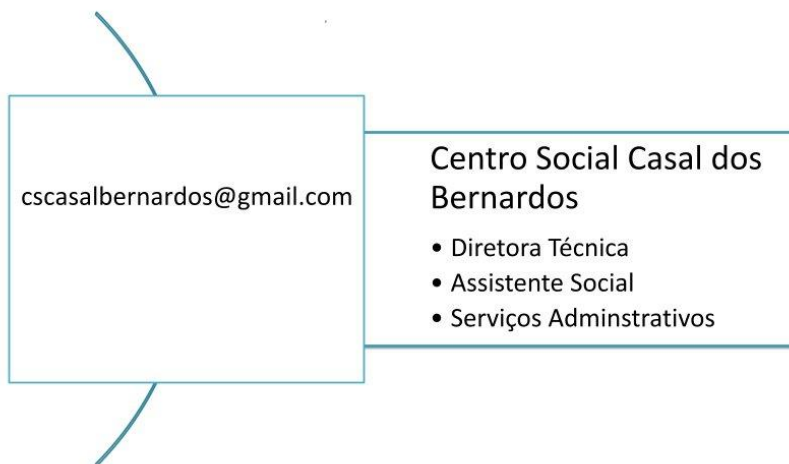 cscasalbernardos@gmail.com
Centro Social Casal dos
Bernardos
• Diretora Técnica
• Assistente Social
• Serviços Adminstrativos